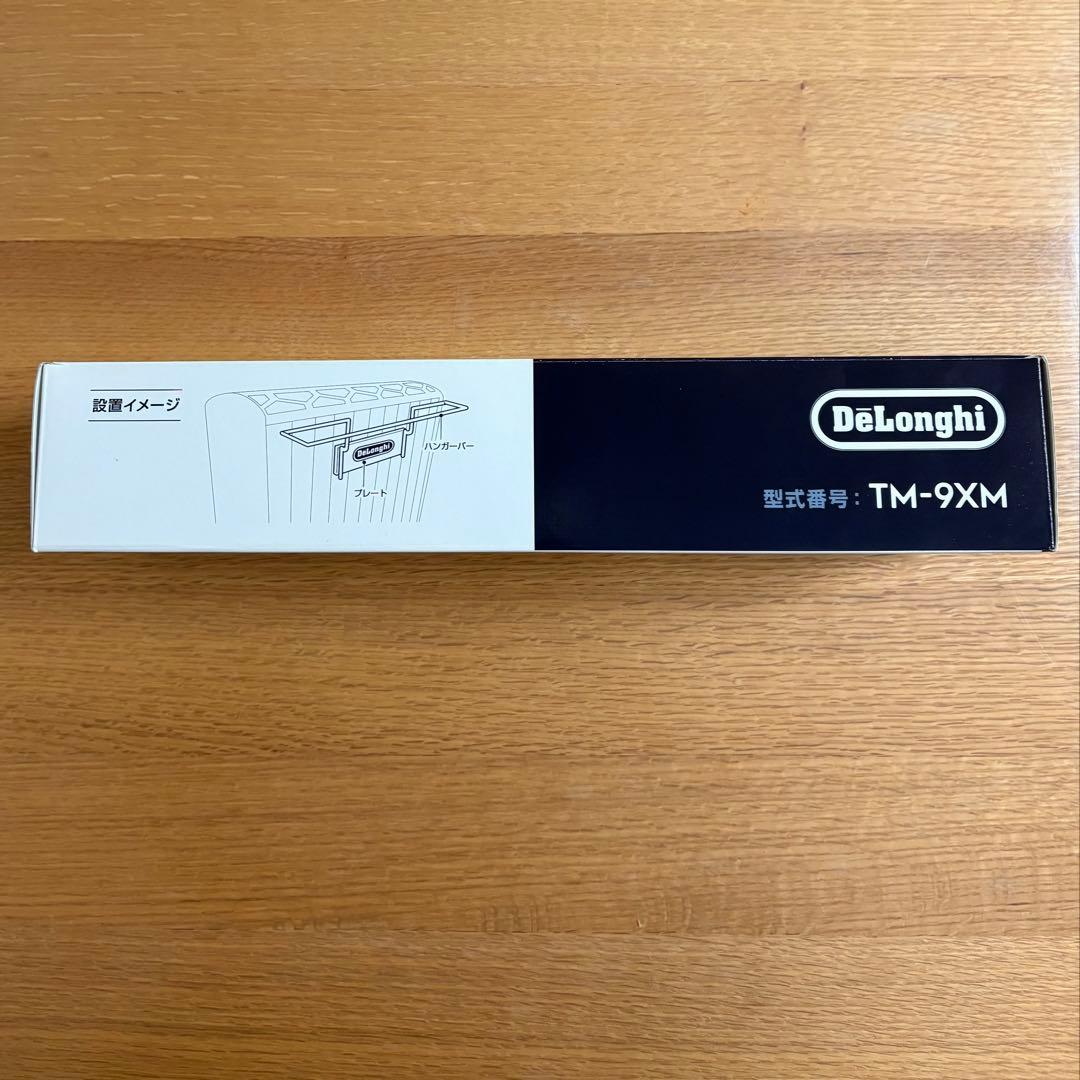 設置イメージ
DeLonghi
ハンガーバー
プレート
DēLonghi
型式番号: TM-9XM